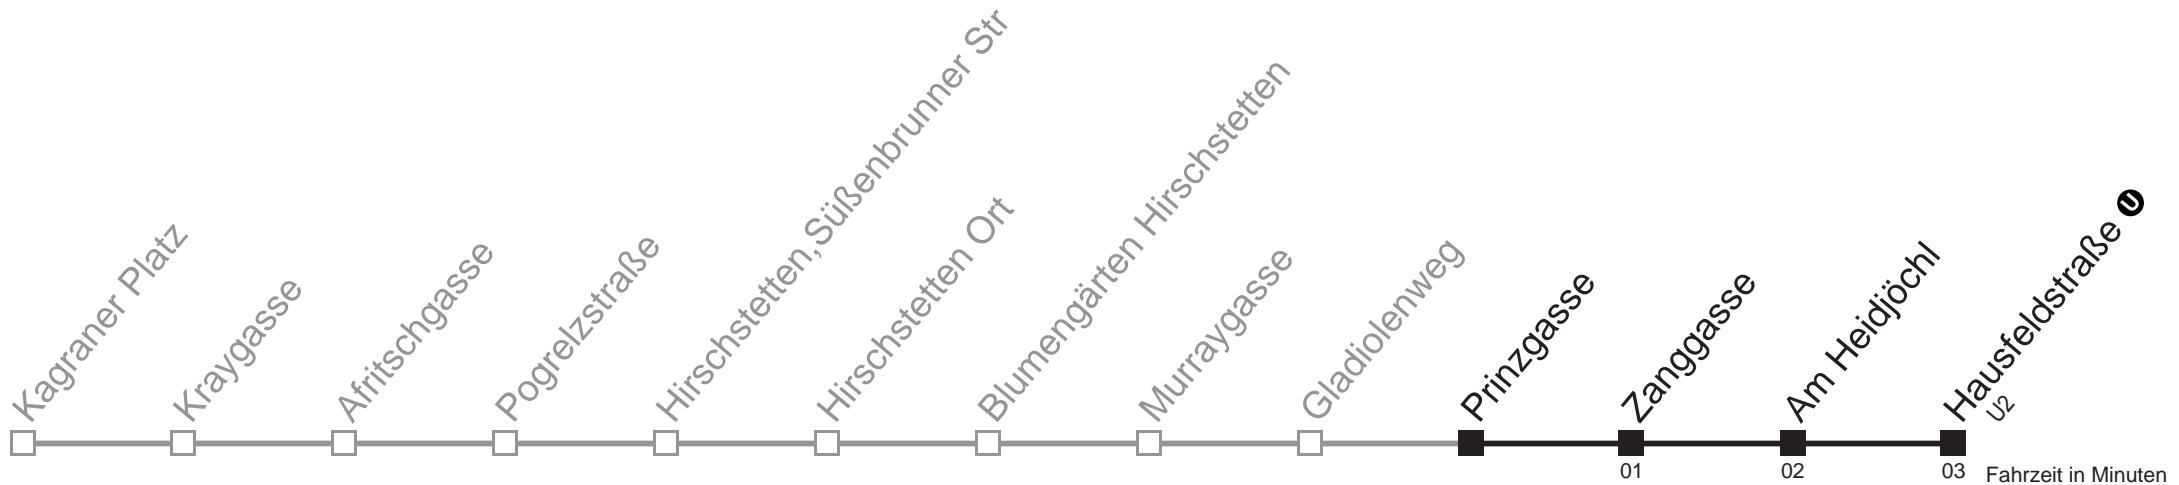 Kagraner Platz
Kraygasse
Afritschgasse
Pogrelzstraße
Hirschstetten,Süßenbrunner Str
Hirschstetten Ort
Blumengärten Hirschstetten
Murraygasse
Gladiolenweg
Prinzgasse
Zanggasse
Am Heidjöchl
Hausfeldstraße U
U2
01
02
03
Fahrzeit in Minuten